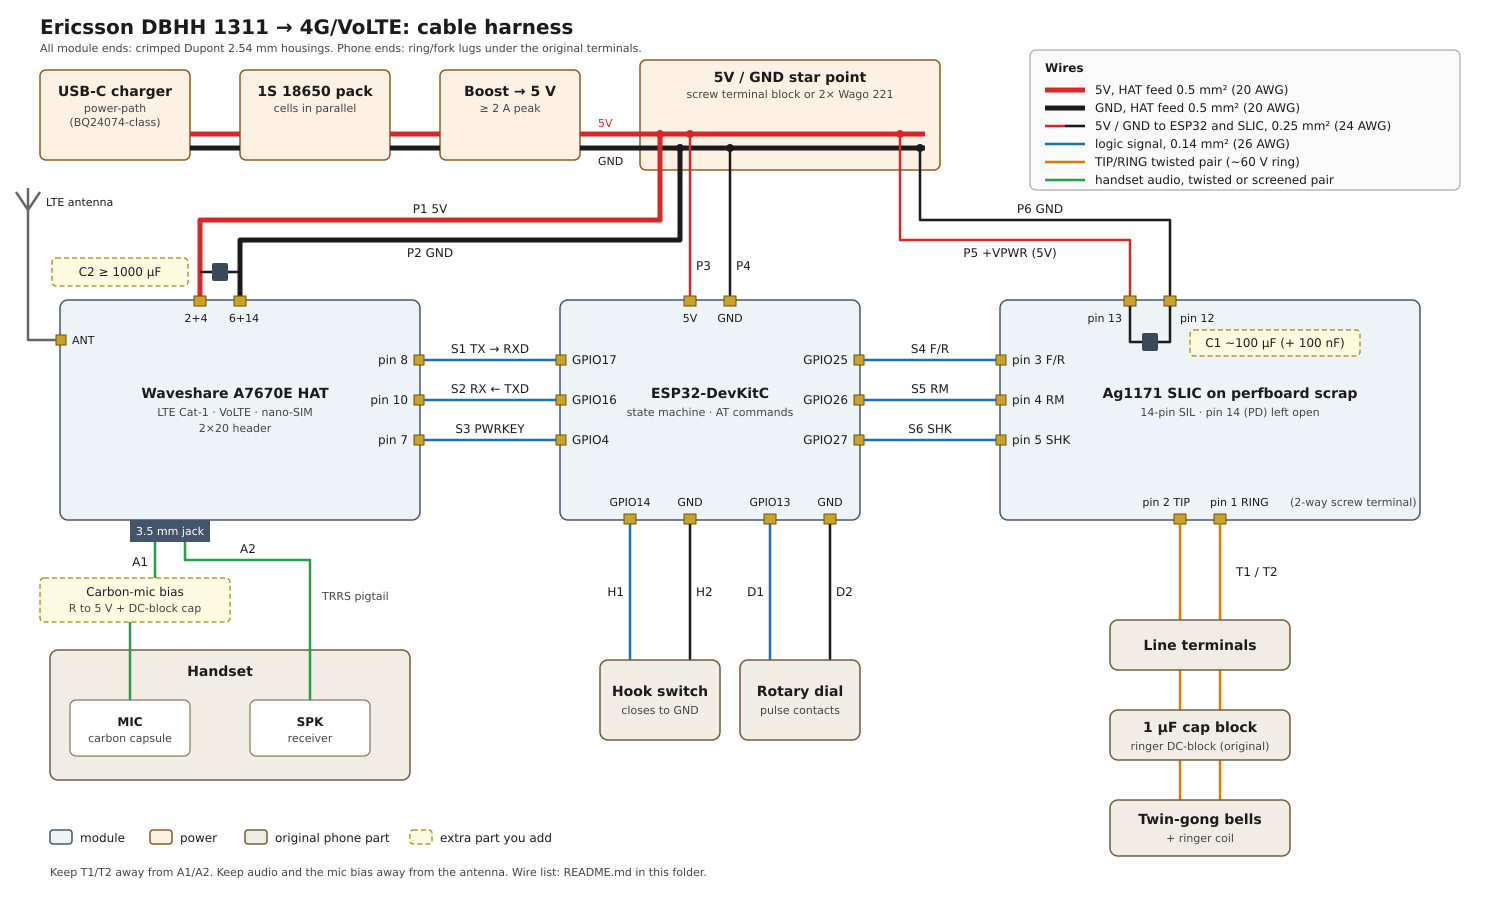 Ericsson DBHH 1311 → 4G/VoLTE: cable harness
All module ends: crimped Dupont 2.54 mm housings. Phone ends: ring/fork lugs under the original terminals.
USB-C charger
power-path
(BQ24074-class)
1S 18650 pack
cells in parallel
Boost → 5 V
≥ 2 A peak
5V
GND
5V / GND star point
screw terminal block or 2× Wago 221
Wires
5V, HAT feed 0.5 mm² (20 AWG)
GND, HAT feed 0.5 mm² (20 AWG)
5V / GND to ESP32 and SLIC, 0.25 mm² (24 AWG)
logic signal, 0.14 mm² (26 AWG)
TIP/RING twisted pair (~60 V ring)
handset audio, twisted or screened pair
LTE antenna
P1 5V
P2 GND
P3
P4
P6 GND
P5 +VPWR (5V)
C2 ≥ 1000 µF
2+4
6+14
ANT
Waveshare A7670E HAT
LTE Cat-1 · VoLTE · nano-SIM
2×20 header
pin 8
pin 10
pin 7
S1 TX → RXD
S2 RX ← TXD
S3 PWRKEY
5V
GND
GPIO17
GPIO16
GPIO4
ESP32-DevKitC
state machine · AT commands
GPIO25
GPIO26
GPIO27
GPIO14
GND
GPIO13
GND
S4 F/R
S5 RM
S6 SHK
pin 13
pin 12
C1 ~100 µF (+ 100 nF)
pin 3 F/R
pin 4 RM
pin 5 SHK
Ag1171 SLIC on perfboard scrap
14-pin SIL · pin 14 (PD) left open
pin 2 TIP
pin 1 RING
(2-way screw terminal)
3.5 mm jack
A1
A2
Carbon-mic bias
R to 5 V + DC-block cap
TRRS pigtail
Handset
MIC
carbon capsule
SPK
receiver
H1
H2
D1
D2
Hook switch
closes to GND
Rotary dial
pulse contacts
T1 / T2
Line terminals
1 µF cap block
ringer DC-block (original)
Twin-gong bells
+ ringer coil
module
power
original phone part
extra part you add
Keep T1/T2 away from A1/A2. Keep audio and the mic bias away from the antenna. Wire list: README.md in this folder.